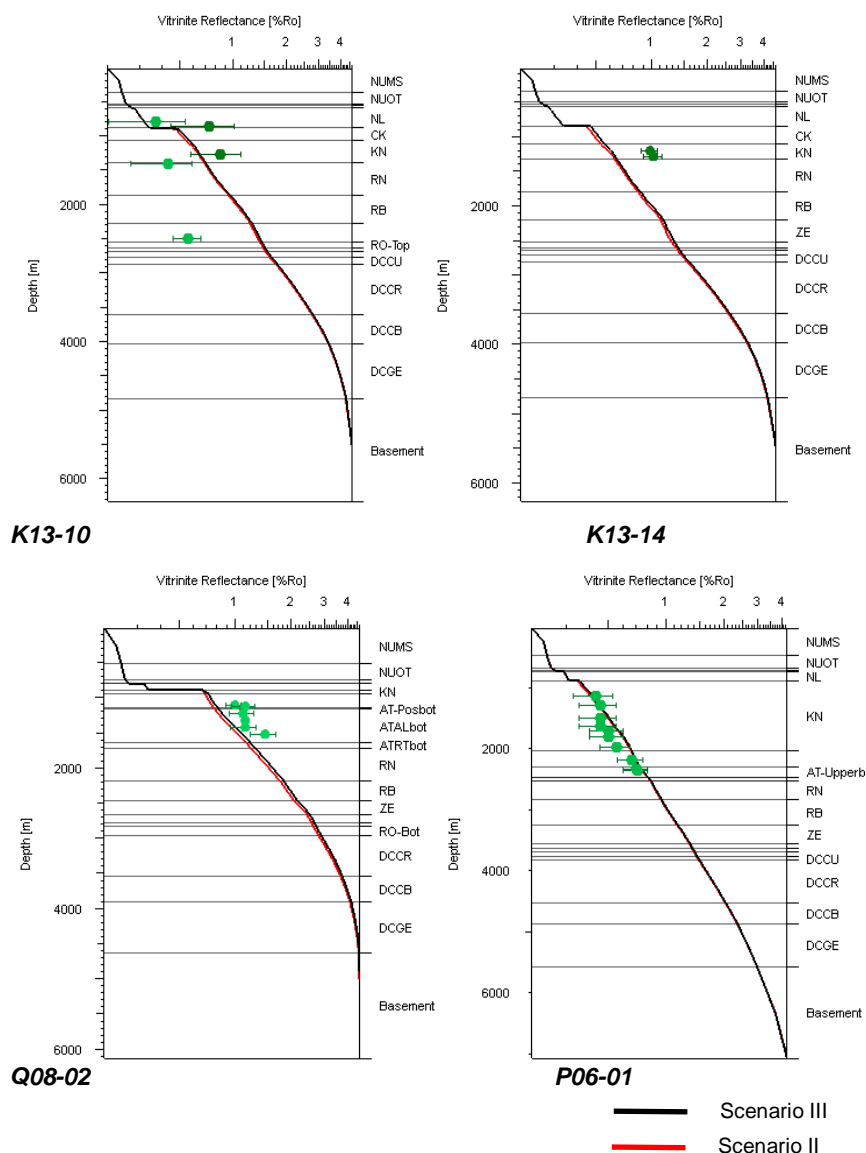 Vitrinite Reflectance [%Ro]
1 2 3 4
NUMS
NUOT
NL
CK
KN
RN
RB
RO-Top
DCCU
DCCR
DCCB
DCGE
Basement
2000
4000
6000
Depth [m]
K13-10
Vitrinite Reflectance [%Ro]
1 2 3 4
NUMS
NUOT
NL
CK
KN
RN
RB
ZE
DCCU
DCCR
DCCB
DCGE
Basement
2000
4000
6000
Depth [m]
K13-14
Vitrinite Reflectance [%Ro]
1 2 3 4
NUMS
NUOT
KN
AT-Posbot
ATALbot
ATRTbot
RN
RB
ZE
RO-Bot
DCCR
DCCB
DCGE
Basement
2000
4000
6000
Depth [m]
Q08-02
Vitrinite Reflectance [%Ro]
1 2 3 4
NUMS
NUOT
NL
KN
AT-Upperb
RN
RB
ZE
DCCU
DCCR
DCCB
DCGE
Basement
2000
4000
6000
Depth [m]
P06-01
Scenario III
Scenario II